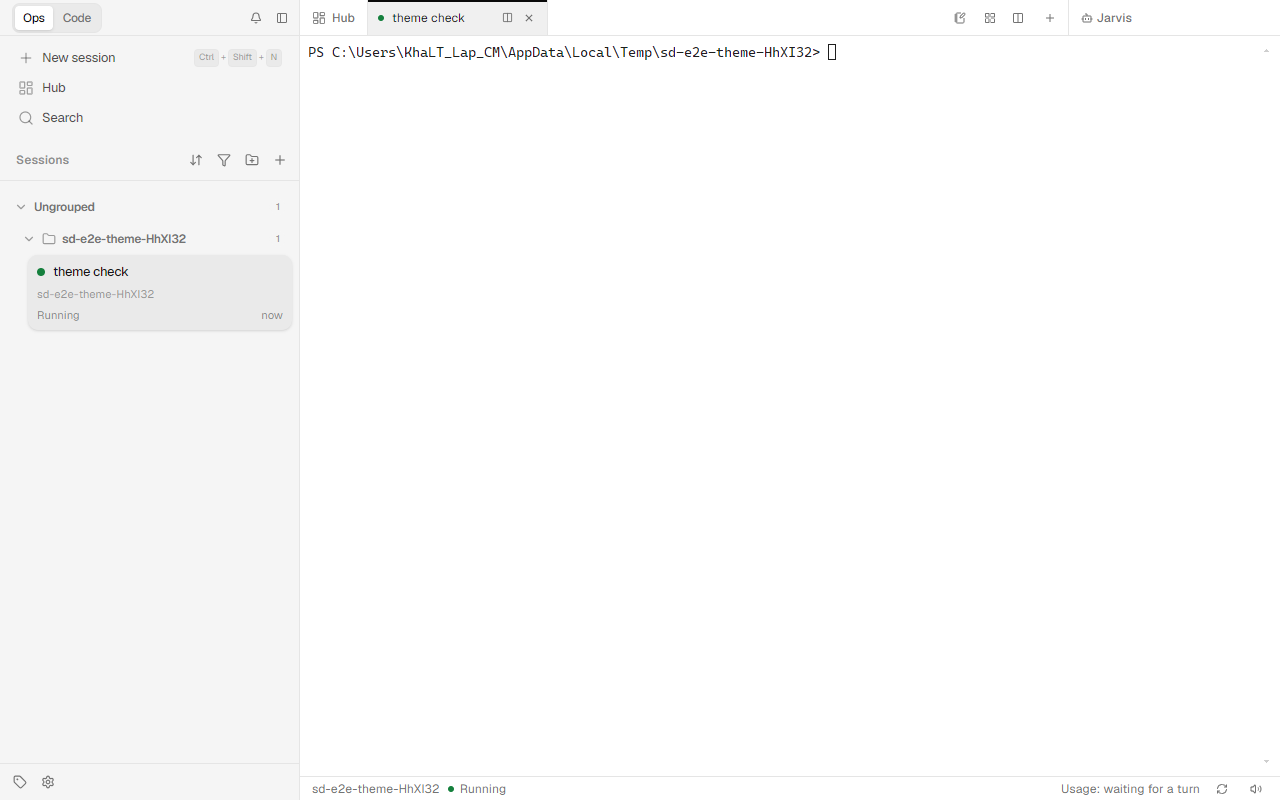 Ops Code
Hub
theme check
Jarvis
New session Ctrl + Shift + N
Hub
Search
Sessions
Ungrouped 1
sd-e2e-theme-HhXI32 1
theme check
sd-e2e-theme-HhXI32
Running now
PS C:\Users\KhaLT_Lap_CM\AppData\Local\Temp\sd-e2e-theme-HhXI32>
sd-e2e-theme-HhXI32 Running
Usage: waiting for a turn